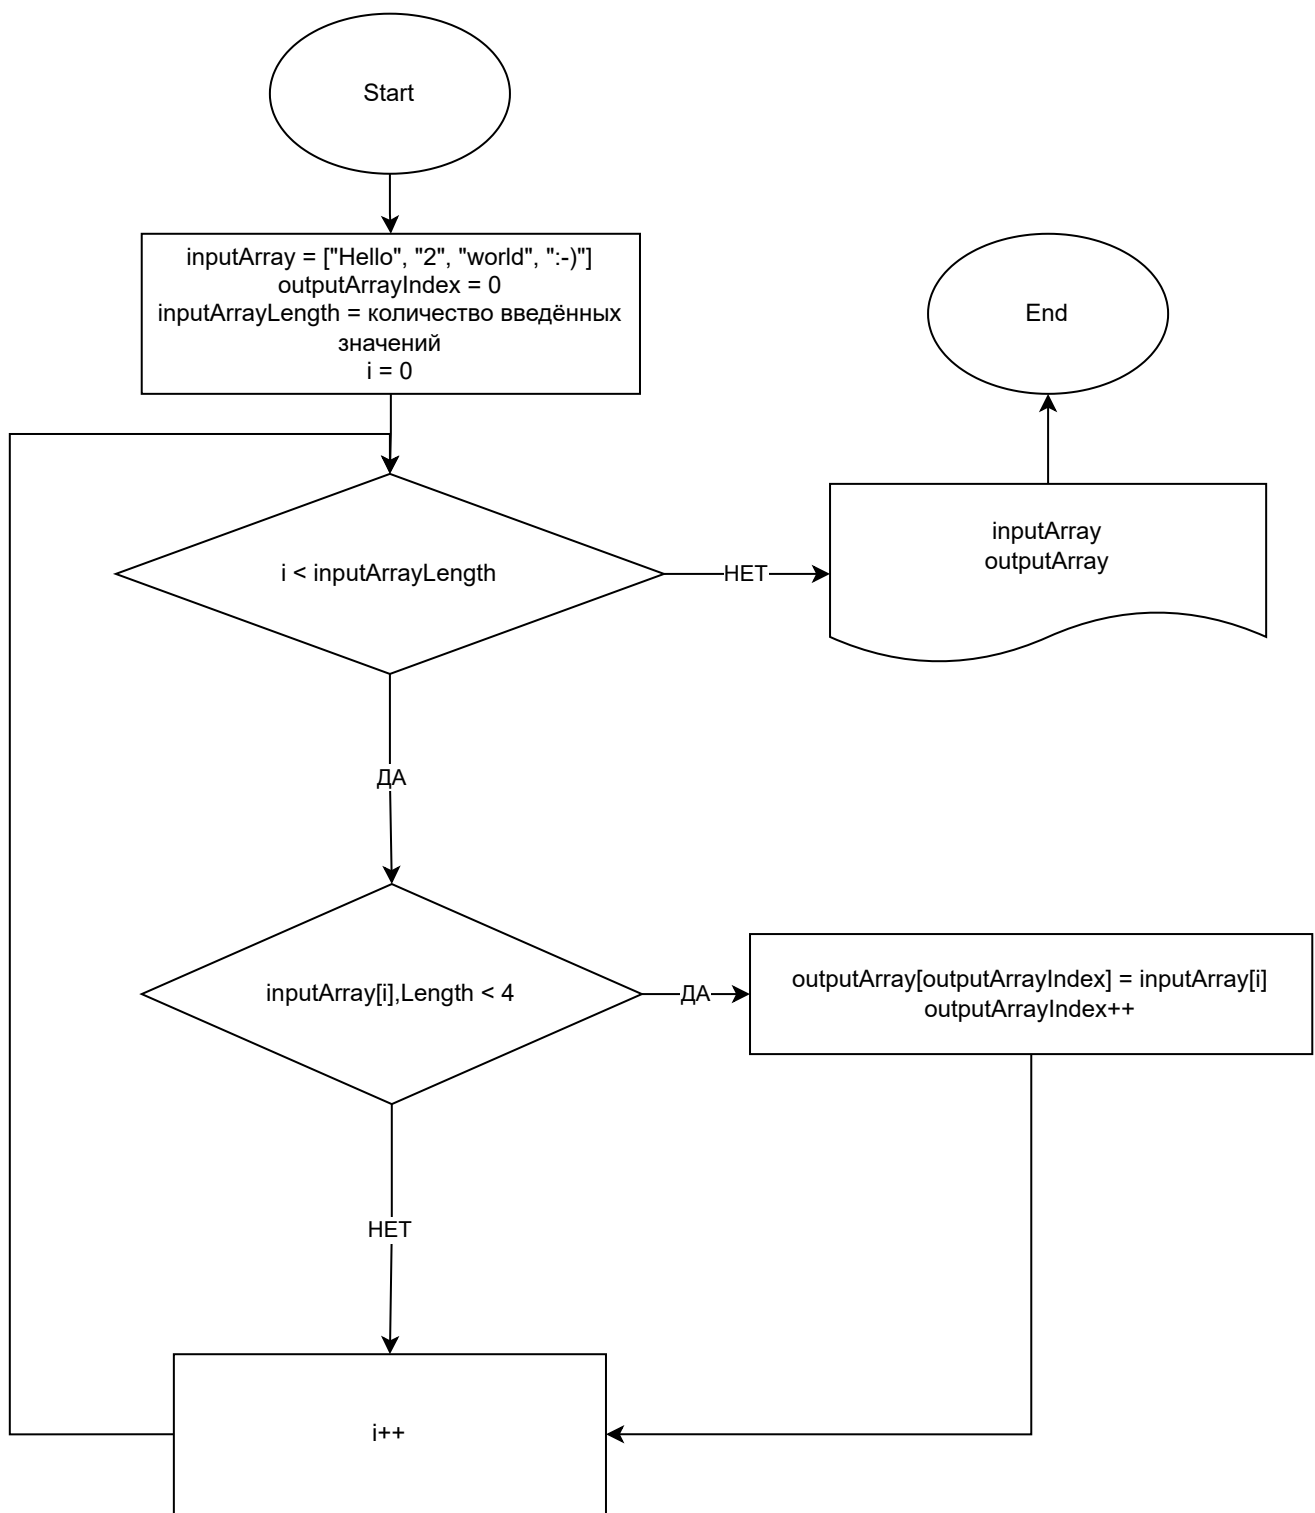 Start
inputArray = ["Hello", "2", "world", ":-)"]
outputArrayIndex = 0
inputArrayLength = количество введённых
значений
i = 0
End
i < inputArrayLength
НЕТ
inputArray
outputArray
ДА
inputArray[i],Length < 4
ДА
outputArray[outputArrayIndex] = inputArray[i]
outputArrayIndex++
НЕТ
i++